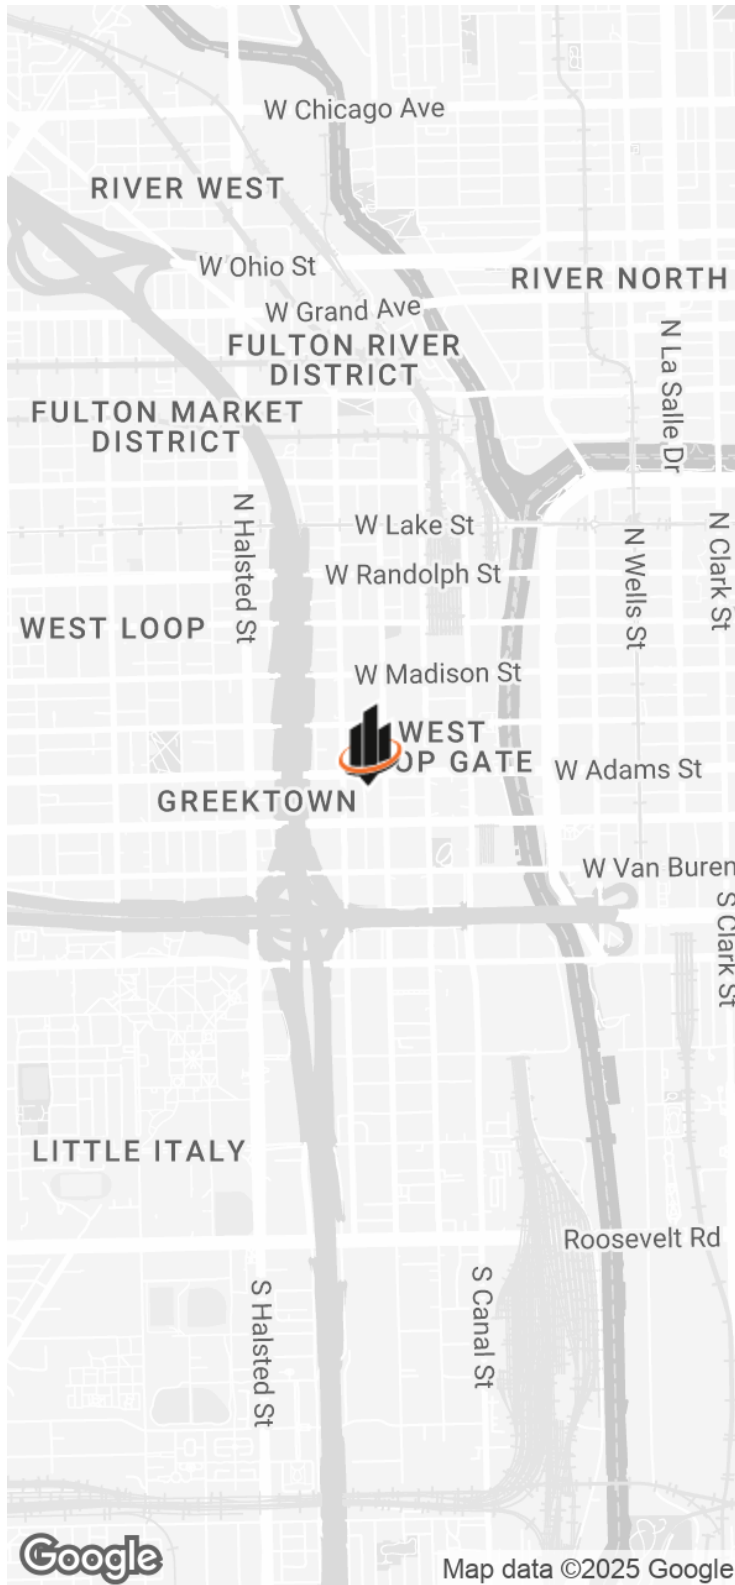 W Chicago Ave
RIVER WEST
W Ohio St
RIVER NORTH
W Grand Ave
FULTON RIVER
DISTRICT
N La Salle Dr
FULTON MARKET
DISTRICT
N Halsted St
W Lake St
N Wells St
N Clark St
W Randolph St
WEST LOOP
W Madison St
WEST
OP GATE
W Adams St
GREEKTOWN
W Van Buren
S Clark St
LITTLE ITALY
Roosevelt Rd
S Halsted St
S Canal St
Google
Map data ©2025 Google